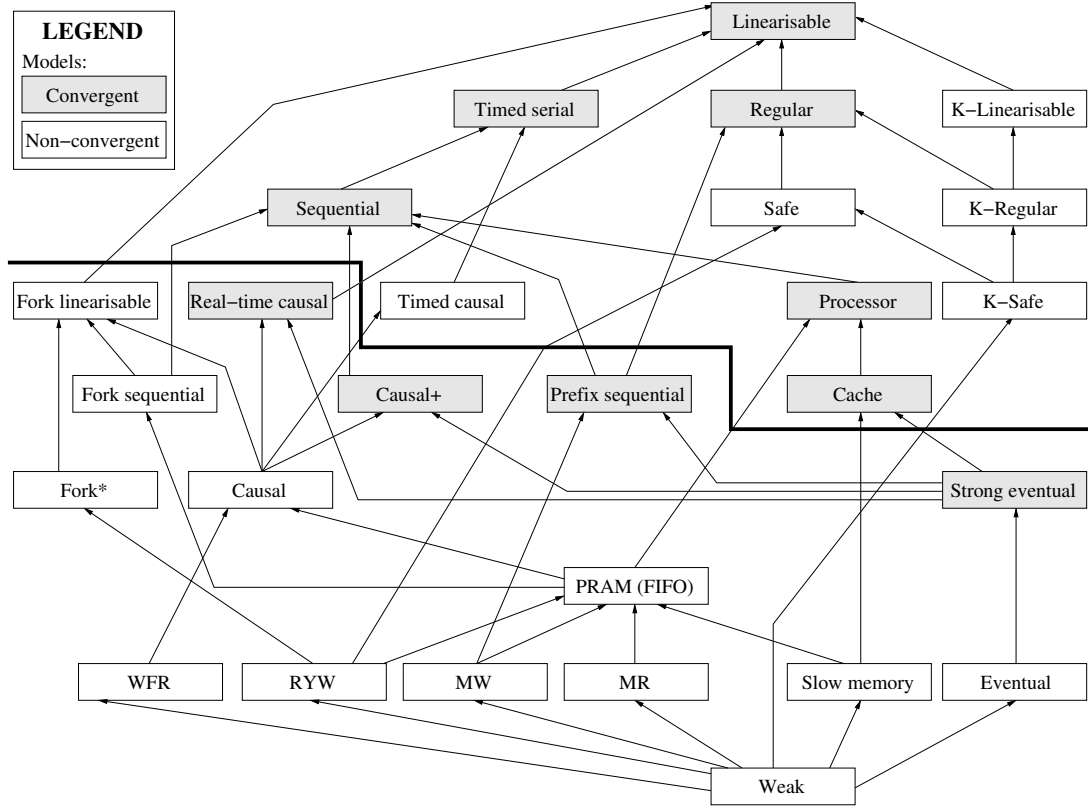 LEGEND
Models:
Convergent
Non-convergent
Linearisable
Timed serial
Regular
K-Linearisable
Sequential
Safe
K-Regular
Fork linearisable
Real-time causal
Timed causal
Processor
K-Safe
Fork sequential
Causal+
Prefix sequential
Cache
Fork*
Causal
Strong eventual
PRAM (FIFO)
WFR
RYW
MW
MR
Slow memory
Eventual
Weak